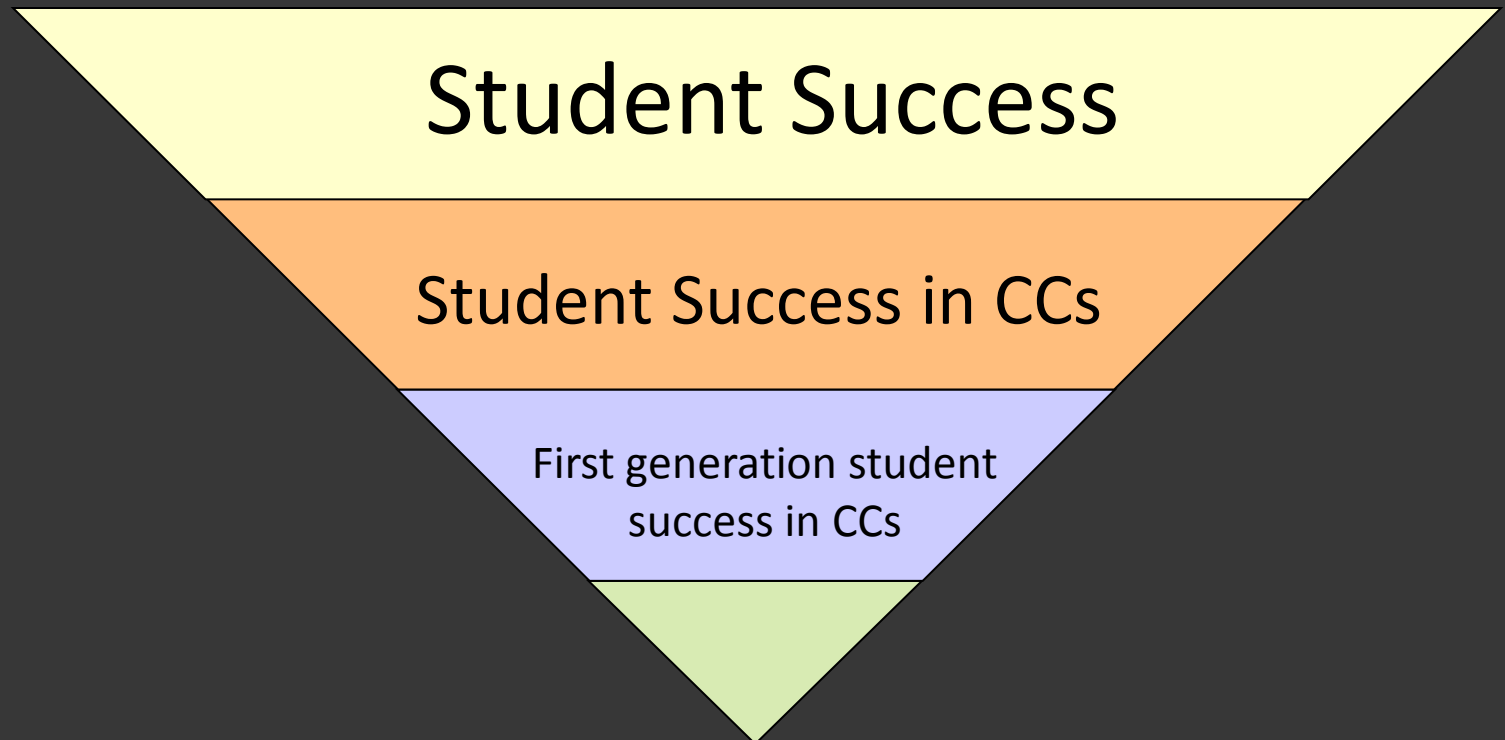 Student Success
Student Success in CCs
First generation student
success in CCs